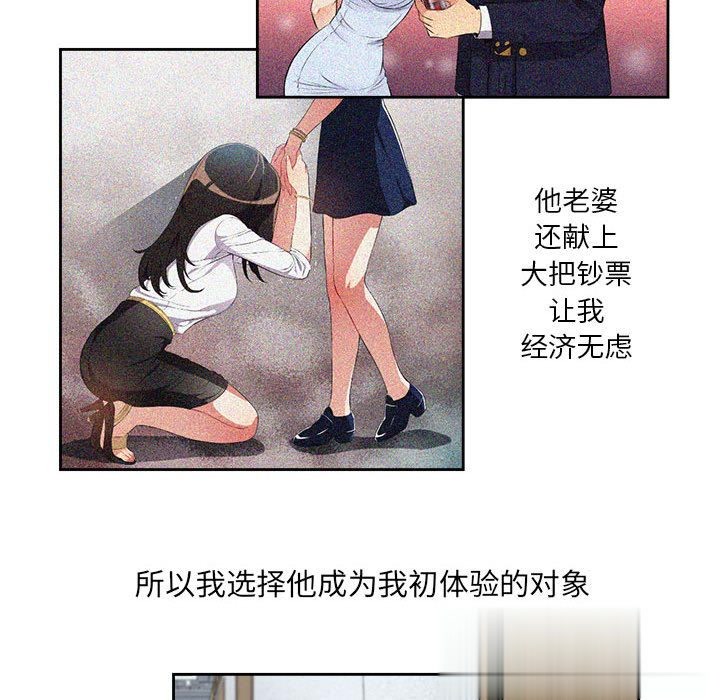 他老婆
还献上
大把钞票
让我
经济无虑
所以我选择他成为我初体验的对象